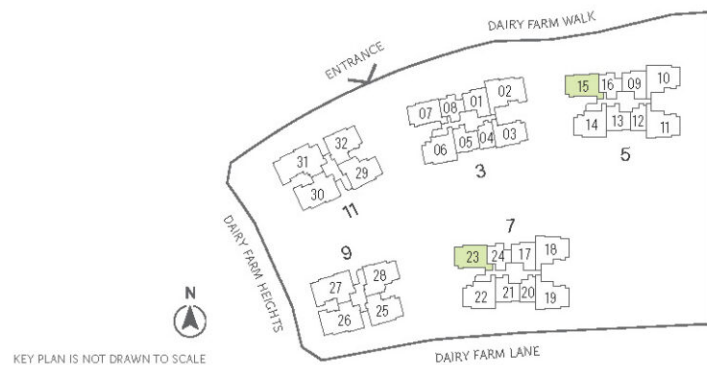 DAIRY FARM WALK
ENTRANCE
15 16 09 10
14 13 12 11
5
07 08 01 02
06 05 04 03
3
31 32
30 29
11
DAIRY FARM HEIGHTS
9
27 28
26 25
7
23 24 17 18
22 21 20 19
N
DAIRY FARM LANE
KEY PLAN IS NOT DRAWN TO SCALE